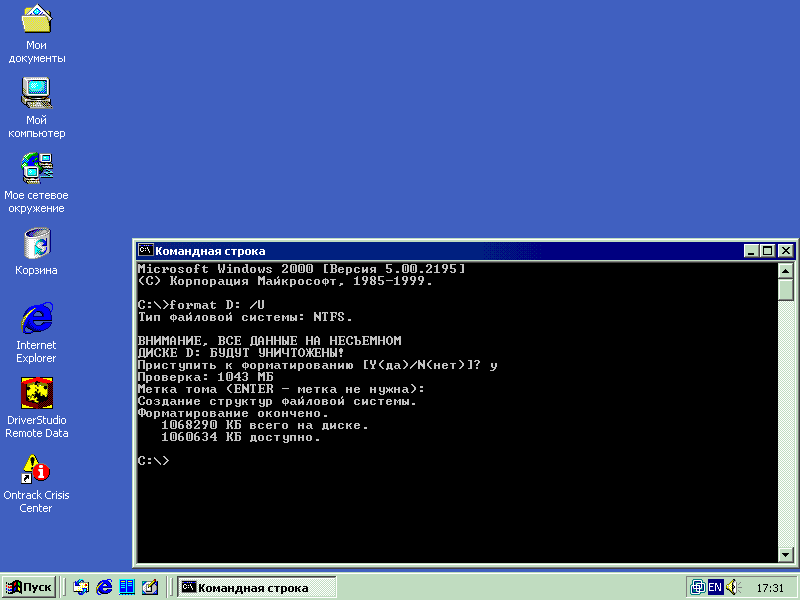 Мои
документы
Мой
компьютер
Мое сетевое
окружение
Корзина
Internet
Explorer
DriverStudio
Remote Data
Ontrack Crisis
Center
C:\ Командная строка
Microsoft Windows 2000 [Версия 5.00.2195]
(C) Корпорация Майкрософт, 1985-1999.
C:\>format D: /U
Тип файловой системы: NTFS.
ВНИМАНИЕ, ВСЕ ДАННЫЕ НА НЕСЪЕМНОМ
ДИСКЕ D: БУДУТ УНИЧТОЖЕНЫ!
Приступить к форматированию [Y(да)/N(нет)]? y
Проверка: 1043 МБ
Метка тома (ENTER - метка не нужна):
Создание структур файловой системы.
Форматирование окончено.
1068290 КБ всего на диске.
1060634 КБ доступно.
C:\>
Пуск
C:\ Командная строка
EN
17:31